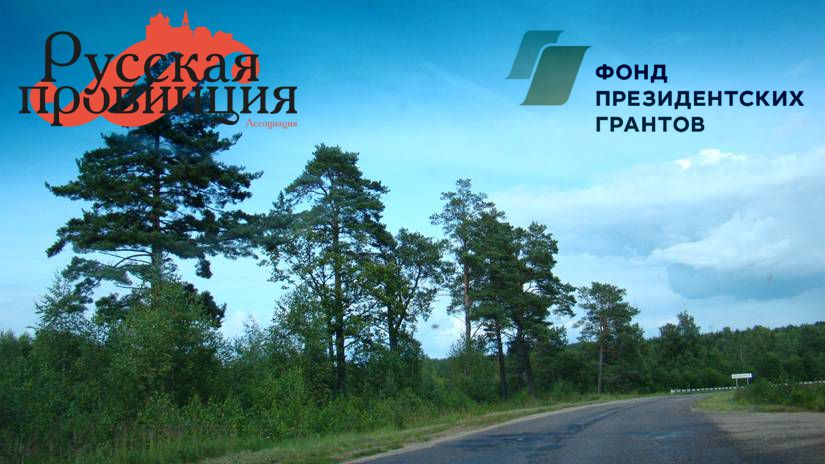 Русская
провинция
Ассоциация
ФОНД
ПРЕЗИДЕНТСКИХ
ГРАНТОВ